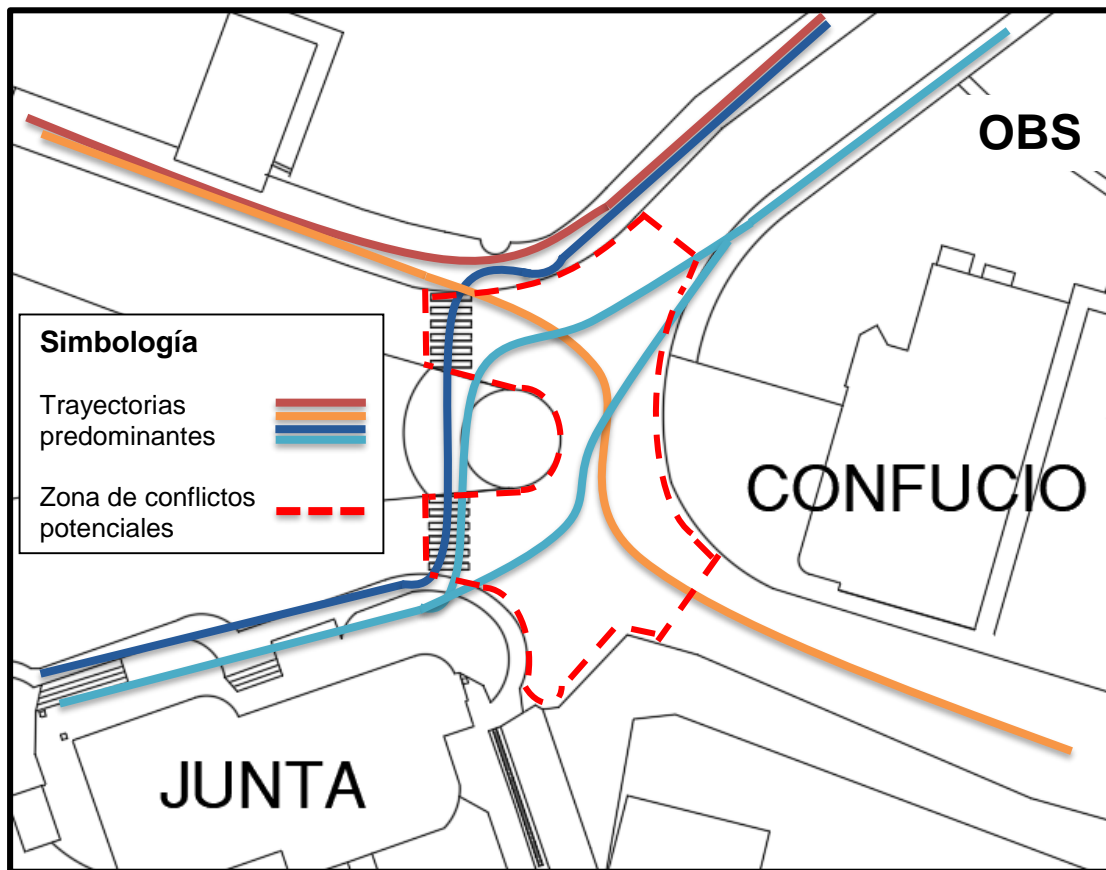 OBS
Simbología
Trayectorias
predominantes
Zona de conflictos
potenciales
CONFUCIO
JUNTA